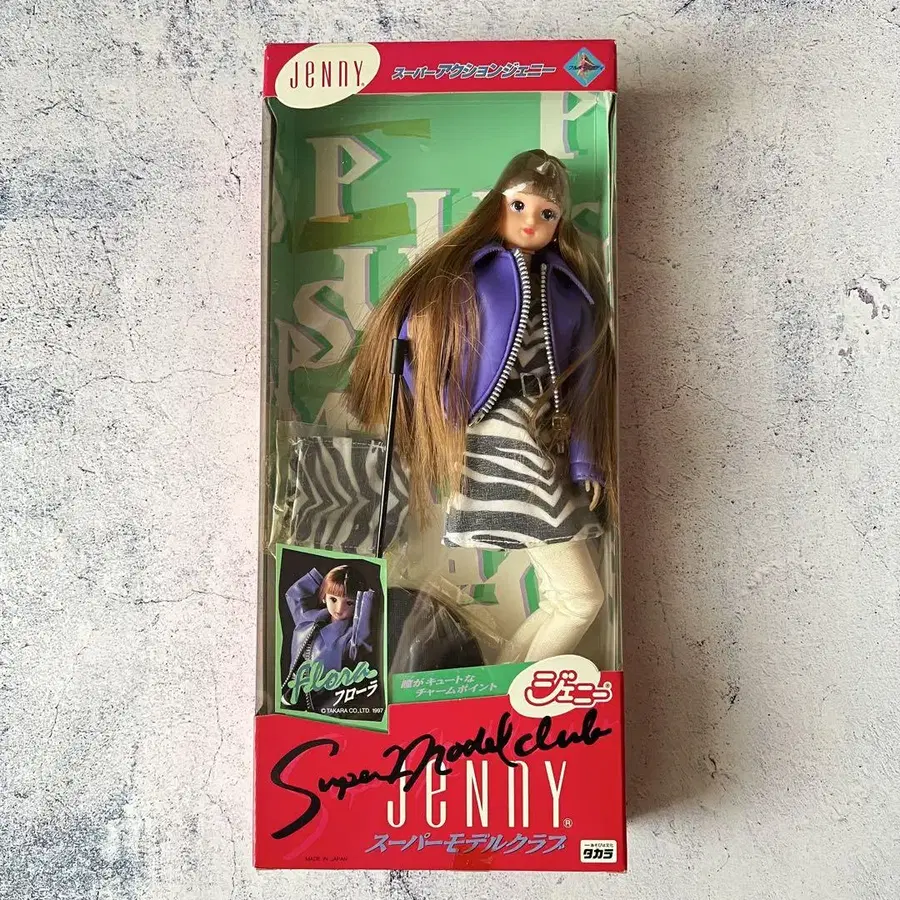 JeNNY®
スーパーアクションジェニー
P
P
S
Flora
フローラ
© TAKARA CO., LTD. 1997
瞳がキュートな
チャームポイント
ジェニー
Super Model club
JeNNY®
スーパーモデルクラブ
MADE IN JAPAN
タカラ